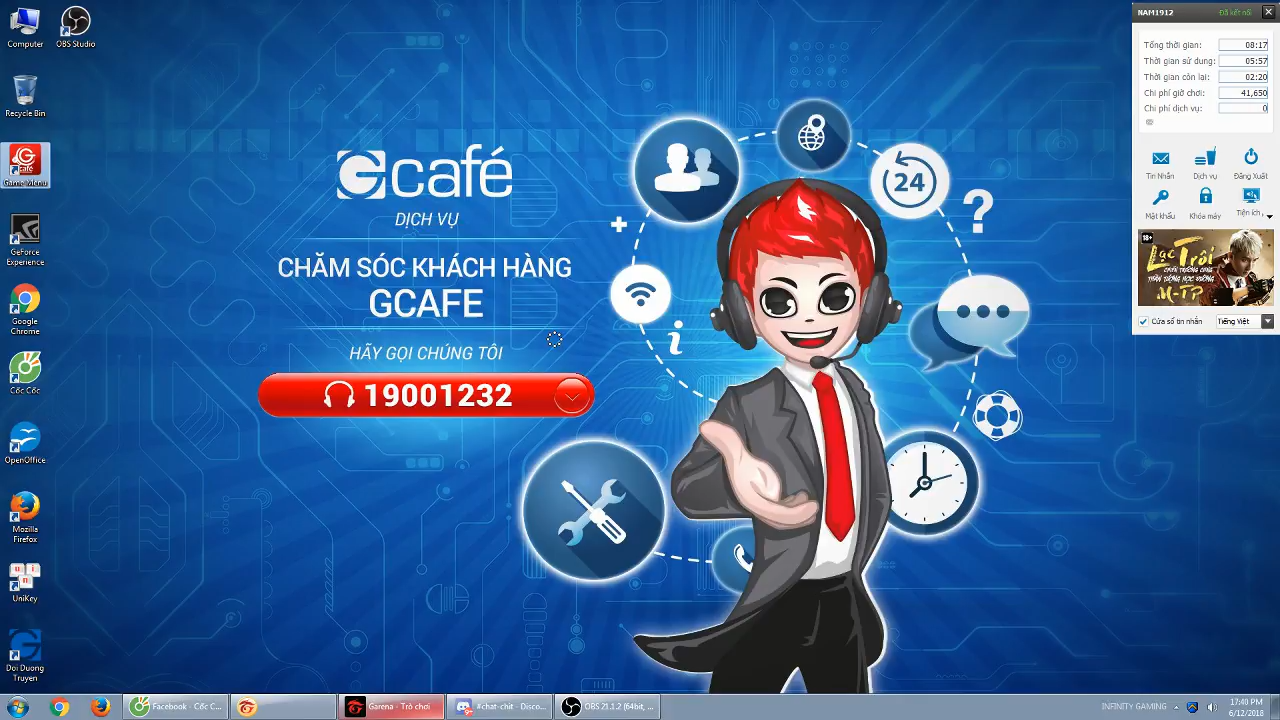 Computer
OBS Studio
Recycle Bin
Game Menu
GeForce
Experience
Google
Chrome
Cốc Cốc
OpenOffice
Mozilla
Firefox
UniKey
Doi Duong
Truyen
gcafé
DỊCH VỤ
CHĂM SÓC KHÁCH HÀNG
GCAFE
HÃY GỌI CHÚNG TÔI
19001232
24
?
i
NAM1912
Đã kết nối
Tổng thời gian: 08:17
Thời gian sử dụng: 05:57
Thời gian còn lại: 02:20
Chi phí giờ chơi: 41,650
Chi phí dịch vụ: 0
Tin Nhắn
Dịch vụ
Đăng Xuất
Mật khẩu
Khóa máy
Tiện ích
18+
Lạc Trôi
M-TP
Cửa sổ tin nhắn
Tiếng Việt
Facebook - Cốc C...
Garena - Trò chơi
#chat-chit - Disco...
OBS 21.1.2 (64bit, ...
INFINITY GAMING
17:40 PM
6/12/2018